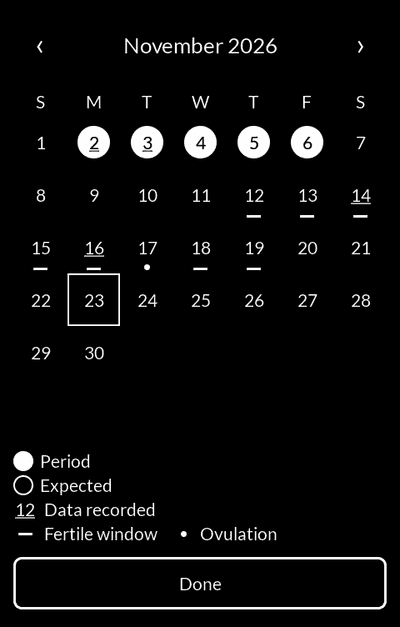 ‹ November 2026 ›
S M T W T F S
1 2 3 4 5 6 7
8 9 10 11 12 13 14
15 16 17 18 19 20 21
22 23 24 25 26 27 28
29 30
Period
Expected
12 Data recorded
Fertile window • Ovulation
Done